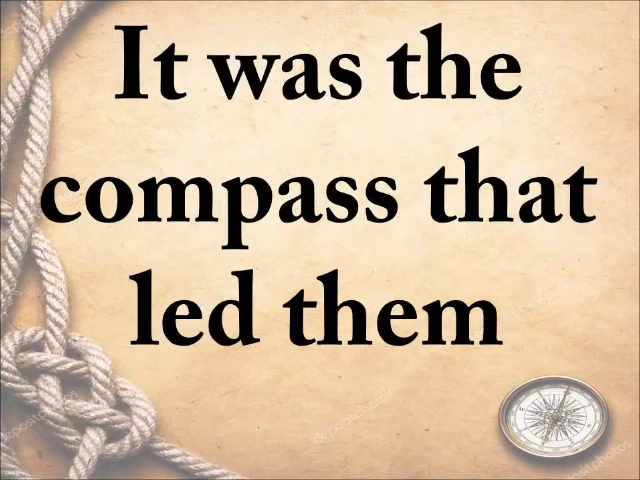 It was the
compass that
led them